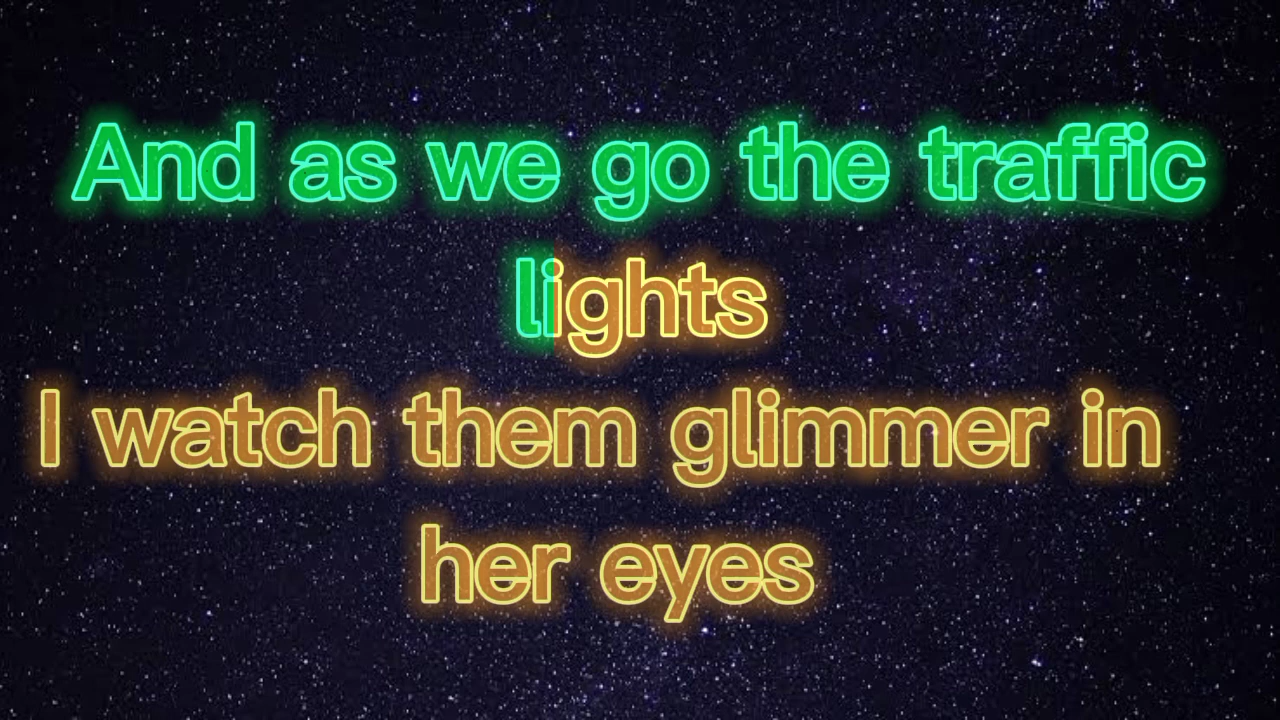 And as we go the traffic
lights
I watch them glimmer in
her eyes